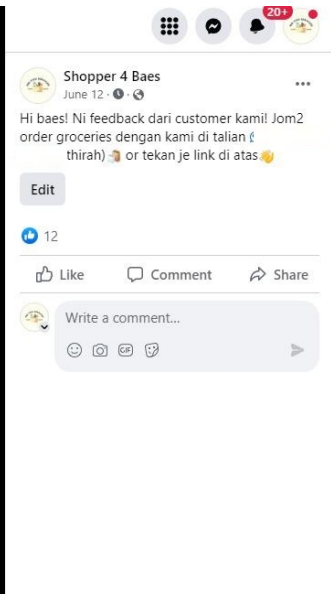 20+
Shopper 4 Baes
June 12 ·
Hi baes! Ni feedback dari customer kami! Jom2
order groceries dengan kami di talian (
thirah) or tekan je link di atas
Edit
12
Like Comment Share
Write a comment...
GIF